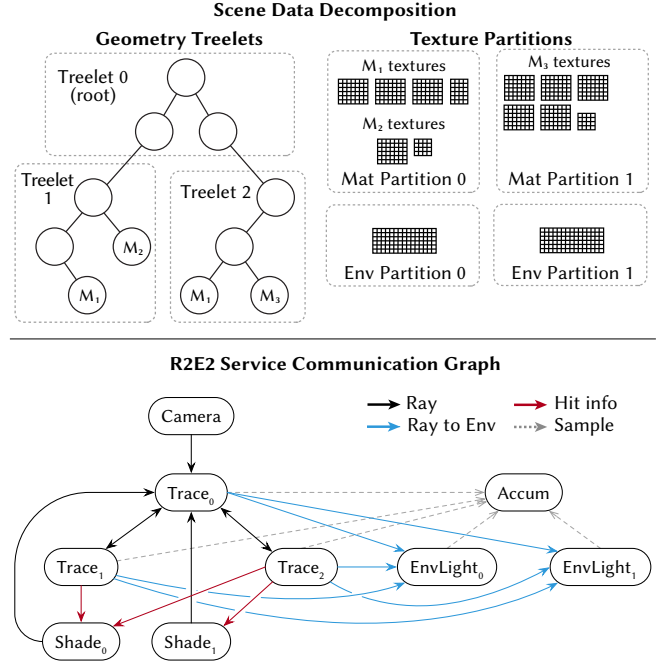 Scene Data Decomposition
Geometry Treelets
Texture Partitions
Treelet 0
(root)
Treelet
1
Treelet 2
M₂
M₁
M₁
M₃
M₁ textures
M₂ textures
Mat Partition 0
M₃ textures
Mat Partition 1
Env Partition 0
Env Partition 1
R2E2 Service Communication Graph
Ray
Hit info
Ray to Env
Sample
Camera
Trace₀
Accum
Trace₁
Trace₂
EnvLight₀
EnvLight₁
Shade₀
Shade₁